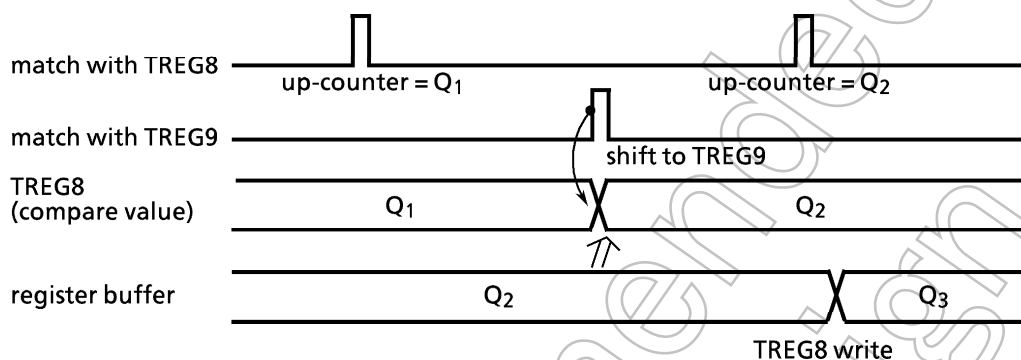 match with TREG8
up-counter = Q1
up-counter = Q2
match with TREG9
shift to TREG9
TREG8
(compare value)
Q1
Q2
register buffer
Q2
Q3
TREG8 write